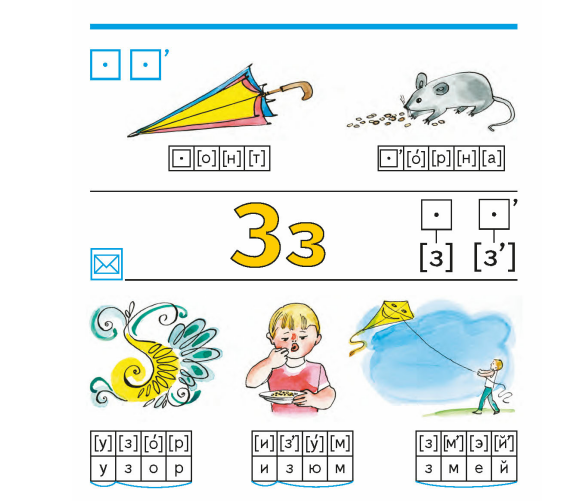 ’
[о] [н] [т]
’ [о́] [р] [н] [а]
Зз
’
[з] [з’]
[у] [з] [о́] [р]
у з о р
[и] [з’] [у́] [м]
и з ю м
[з] [м’] [э] [й’]
з м е й